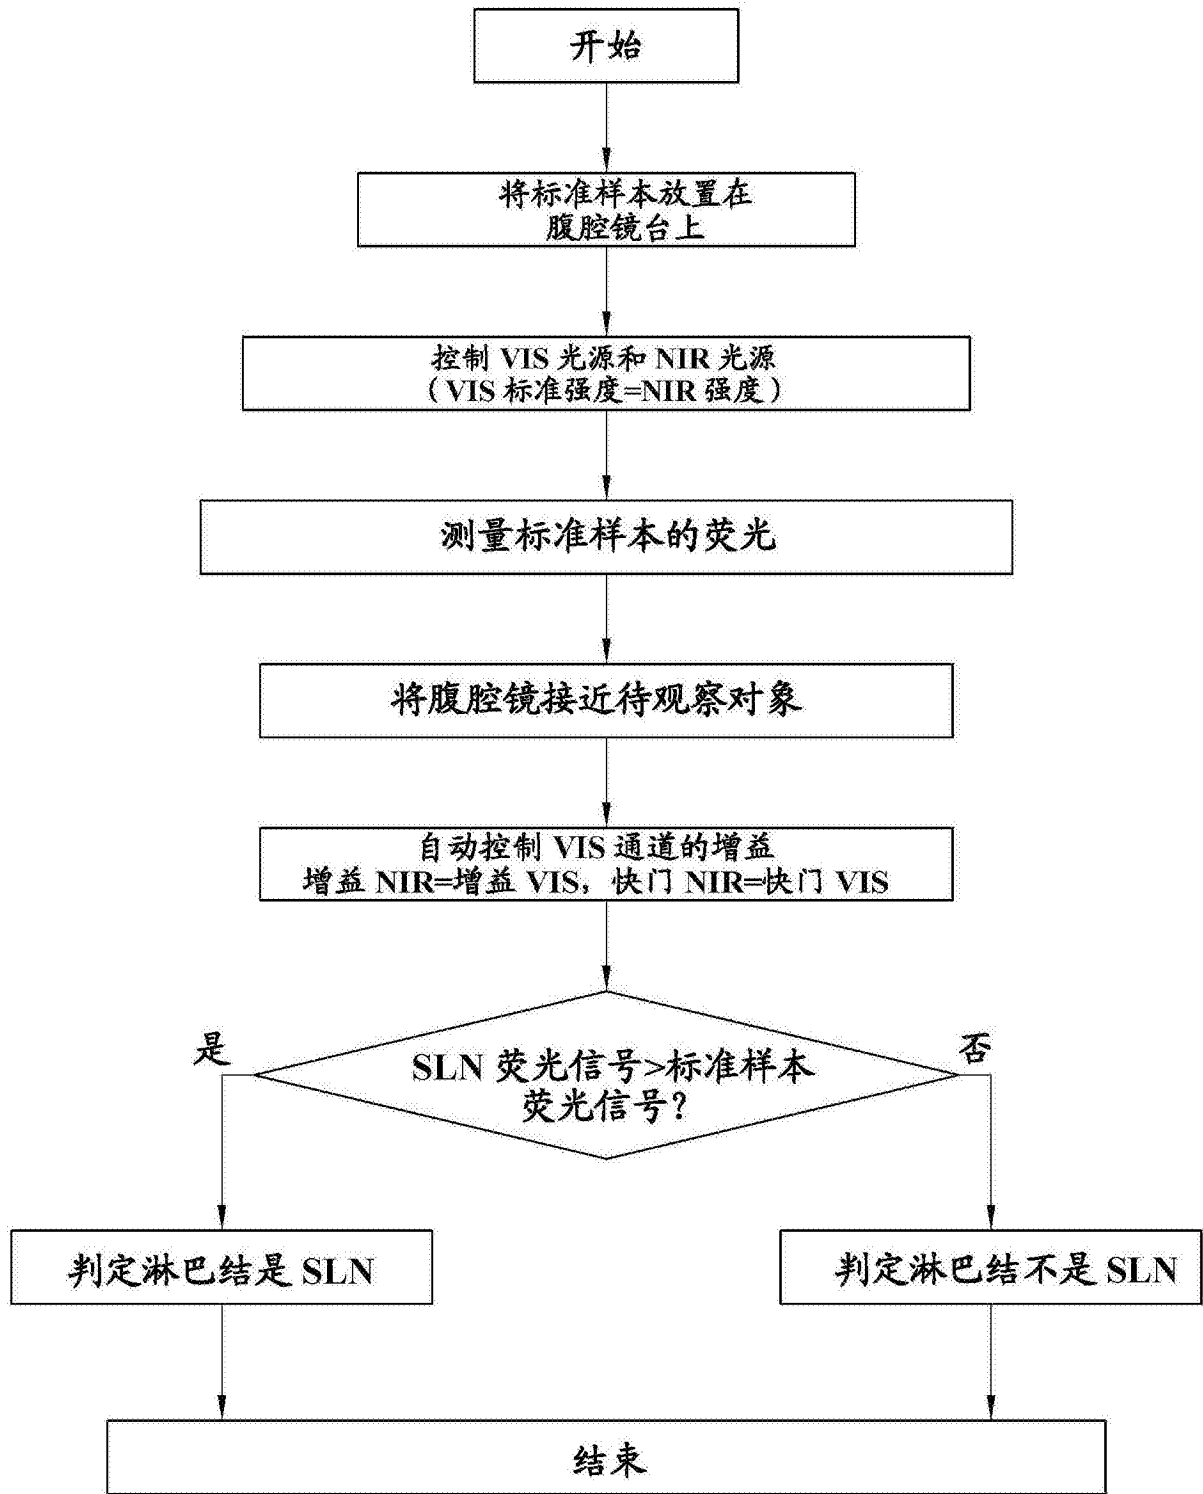 开始
将标准样本放置在
腹腔镜台上
控制 VIS 光源和 NIR 光源
（VIS 标准强度=NIR 强度）
测量标准样本的荧光
将腹腔镜接近待观察对象
自动控制 VIS 通道的增益
增益 NIR=增益 VIS，快门 NIR=快门 VIS
是
否
SLN 荧光信号>标准样本
荧光信号？
判定淋巴结是 SLN
判定淋巴结不是 SLN
结束